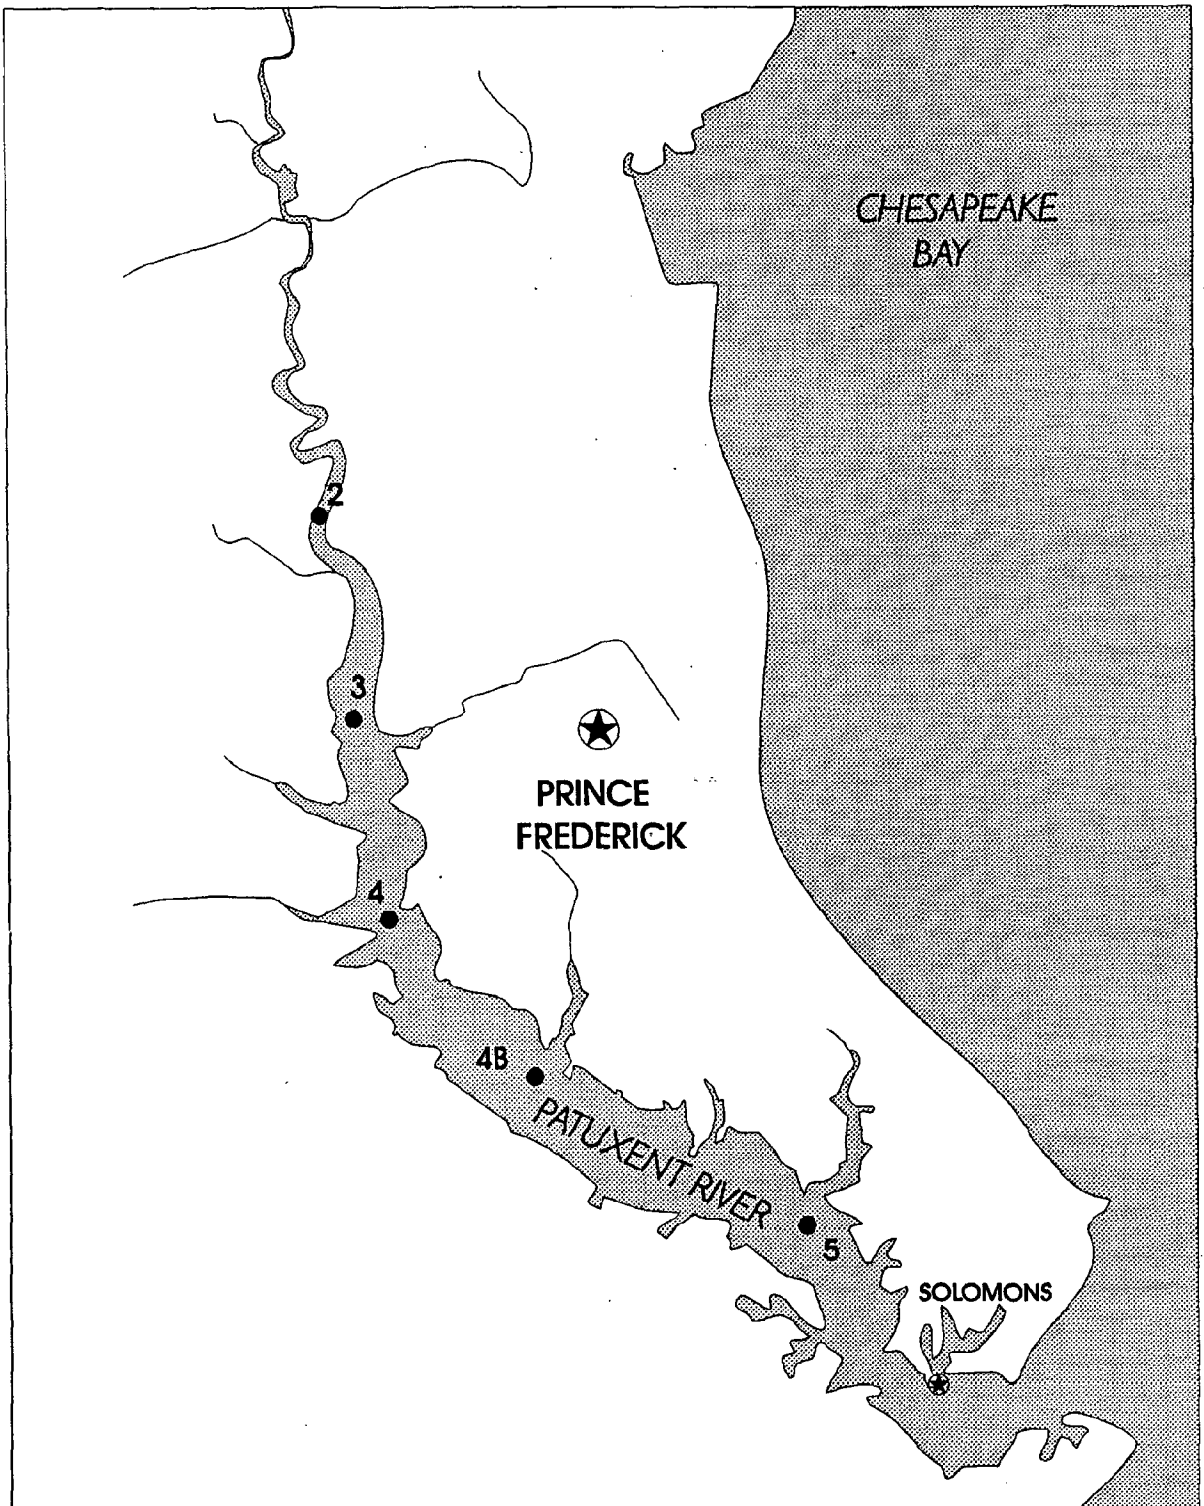 CHESAPEAKE
BAY
2
3
PRINCE
FREDERICK
4
4B
PATUXENT RIVER
5
SOLOMONS